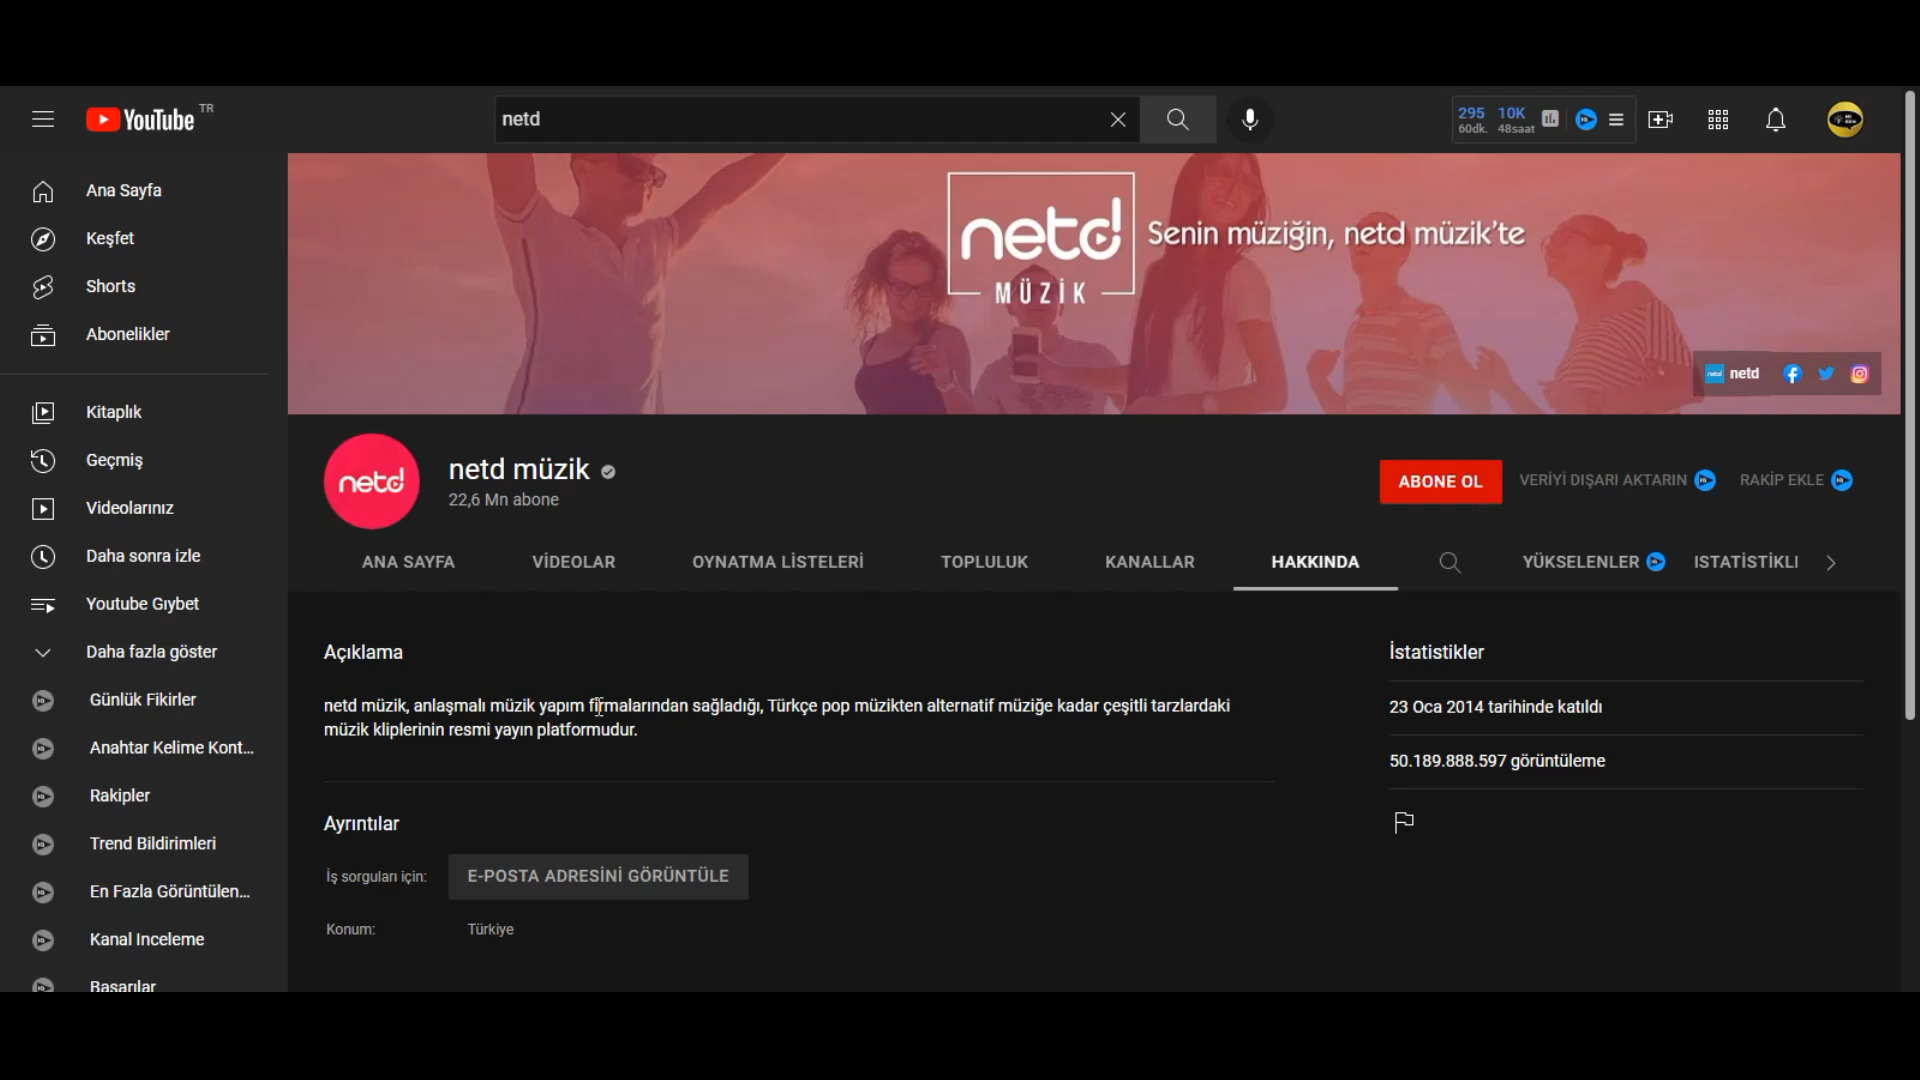 YouTube TR
netd
295 10K
60dk. 48saat
Ana Sayfa
Keşfet
Shorts
Abonelikler
Kitaplık
Geçmiş
Videolarınız
Daha sonra izle
Youtube Gıybet
Daha fazla göster
Günlük Fikirler
Anahtar Kelime Kont...
Rakipler
Trend Bildirimleri
En Fazla Görüntülen...
Kanal Inceleme
Başarılar
netd
MÜZİK
Senin müziğin, netd müzik'te
netd
netd
netd müzik
22,6 Mn abone
ABONE OL
VERİYİ DIŞARI AKTARIN
RAKİP EKLE
ANA SAYFA
VİDEOLAR
OYNATMA LİSTELERİ
TOPLULUK
KANALLAR
HAKKINDA
YÜKSELENLER
ISTATİSTİKLI
Açıklama
netd müzik, anlaşmalı müzik yapım firmalarından sağladığı, Türkçe pop müzikten alternatif müziğe kadar çeşitli tarzlardaki
müzik kliplerinin resmi yayın platformudur.
Ayrıntılar
İş sorguları için:
E-POSTA ADRESİNİ GÖRÜNTÜLE
Konum:
Türkiye
İstatistikler
23 Oca 2014 tarihinde katıldı
50.189.888.597 görüntüleme